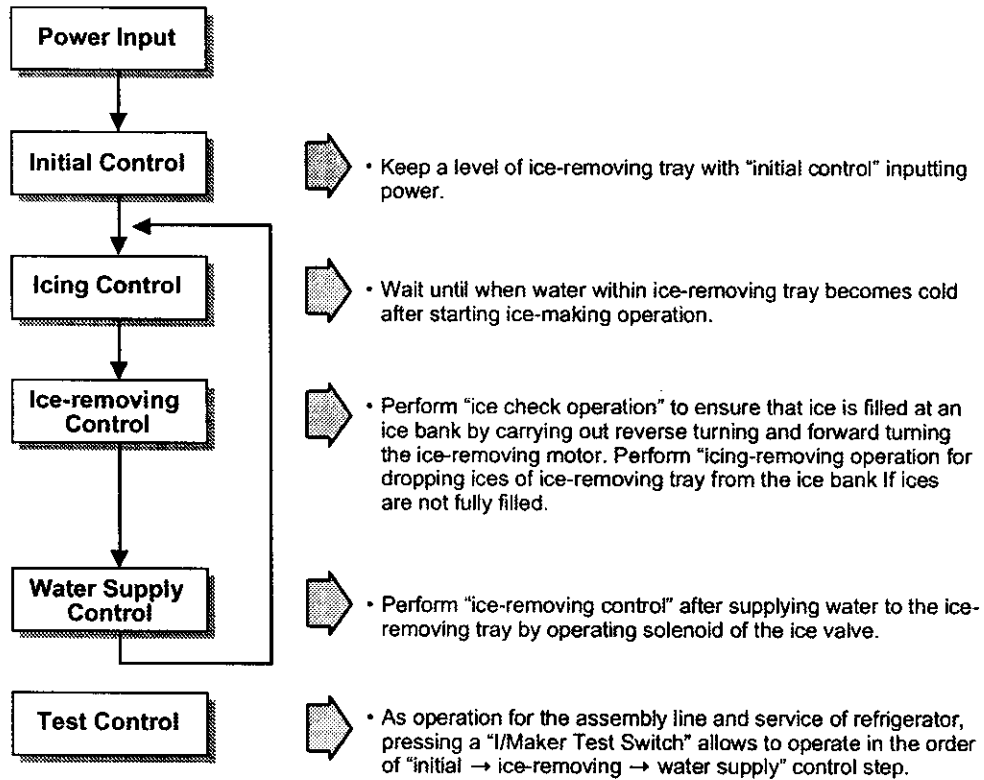 Power Input
Initial Control
• Keep a level of ice-removing tray with “initial control” inputting
power.
Icing Control
• Wait until when water within ice-removing tray becomes cold
after starting ice-making operation.
Ice-removing
Control
• Perform “ice check operation” to ensure that ice is filled at an
ice bank by carrying out reverse turning and forward turning
the ice-removing motor. Perform “icing-removing operation for
dropping ices of ice-removing tray from the ice bank If ices
are not fully filled.
Water Supply
Control
• Perform “ice-removing control” after supplying water to the ice-
removing tray by operating solenoid of the ice valve.
Test Control
• As operation for the assembly line and service of refrigerator,
pressing a “I/Maker Test Switch” allows to operate in the order
of “initial → ice-removing → water supply” control step.